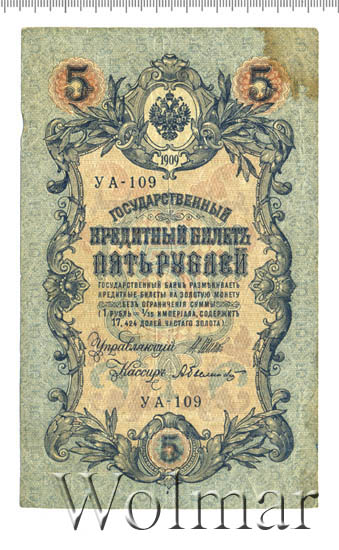 5 5
1909
УА-109
ГОСУДАРСТВЕННЫЙ
КРЕДИТНЫЙ БИЛЕТЪ
ПЯТЬ РУБЛЕЙ
ГОСУДАРСТВЕННЫЙ БАНКЪ РАЗМѢНИВАЕТЪ
КРЕДИТНЫЕ БИЛЕТЫ НА ЗОЛОТУЮ МОНЕТУ
БЕЗЪ ОГРАНИЧЕНІЯ СУММЫ
(1 РУБЛЬ = 1/15 ИМПЕРІАЛА, СОДЕРЖИТЪ
17,424 ДОЛЕЙ ЧИСТАГО ЗОЛОТА)
Управляющій
Кассиръ
УА-109
5
Wolmar